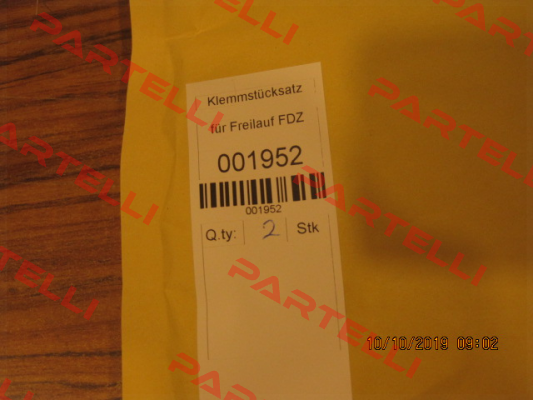 PARTELLI
PARTELLI
PARTELLI
PARTELLI
PARTELLI
PARTELLI
PARTELLI
Klemmstücksatz
für Freilauf FDZ
001952
001952
Q.ty: 2 Stk
10/10/2019 09:02